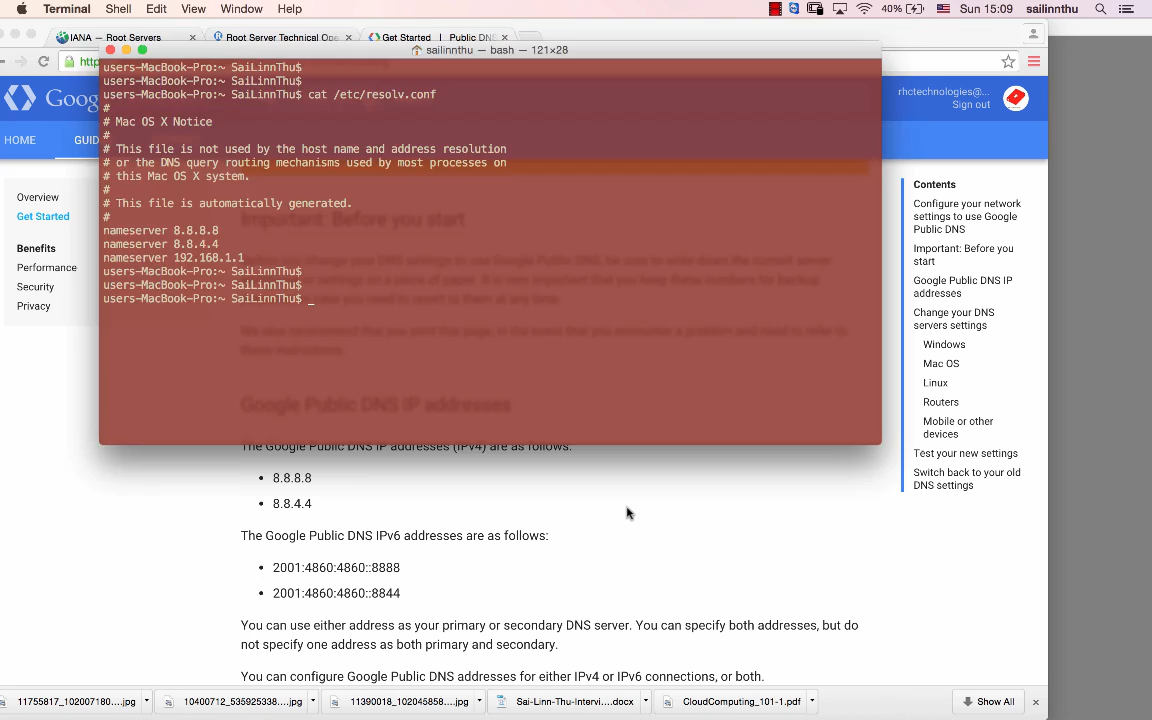 Terminal Shell Edit View Window Help 40% Sun 15:09 sailinnthu
IANA — Root Servers Root Server Technical Ope Get Started | Public DNS
sailinnthu — bash — 121×28
http
users-MacBook-Pro:~ SaiLinnThu$
users-MacBook-Pro:~ SaiLinnThu$
users-MacBook-Pro:~ SaiLinnThu$ cat /etc/resolv.conf
#
# Mac OS X Notice
#
# This file is not used by the host name and address resolution
# or the DNS query routing mechanisms used by most processes on
# this Mac OS X system.
#
# This file is automatically generated.
#
nameserver 8.8.8.8
nameserver 8.8.4.4
nameserver 192.168.1.1
users-MacBook-Pro:~ SaiLinnThu$
users-MacBook-Pro:~ SaiLinnThu$
users-MacBook-Pro:~ SaiLinnThu$ _
Goog
rhctechnologies@...
Sign out
HOME GUID
Overview
Get Started
Benefits
Performance
Security
Privacy
Important: Before you start
Google Public DNS IP addresses
The Google Public DNS IP addresses (IPv4) are as follows:
• 8.8.8.8
• 8.8.4.4
The Google Public DNS IPv6 addresses are as follows:
• 2001:4860:4860::8888
• 2001:4860:4860::8844
You can use either address as your primary or secondary DNS server. You can specify both addresses, but do
not specify one address as both primary and secondary.
You can configure Google Public DNS addresses for either IPv4 or IPv6 connections, or both.
Contents
Configure your network
settings to use Google
Public DNS
Important: Before you
start
Google Public DNS IP
addresses
Change your DNS
servers settings
Windows
Mac OS
Linux
Routers
Mobile or other
devices
Test your new settings
Switch back to your old
DNS settings
11755817_102007180....jpg 10400712_535925338....jpg 11390018_102045858....jpg Sai-Linn-Thu-Intervi....docx CloudComputing_101-1.pdf Show All